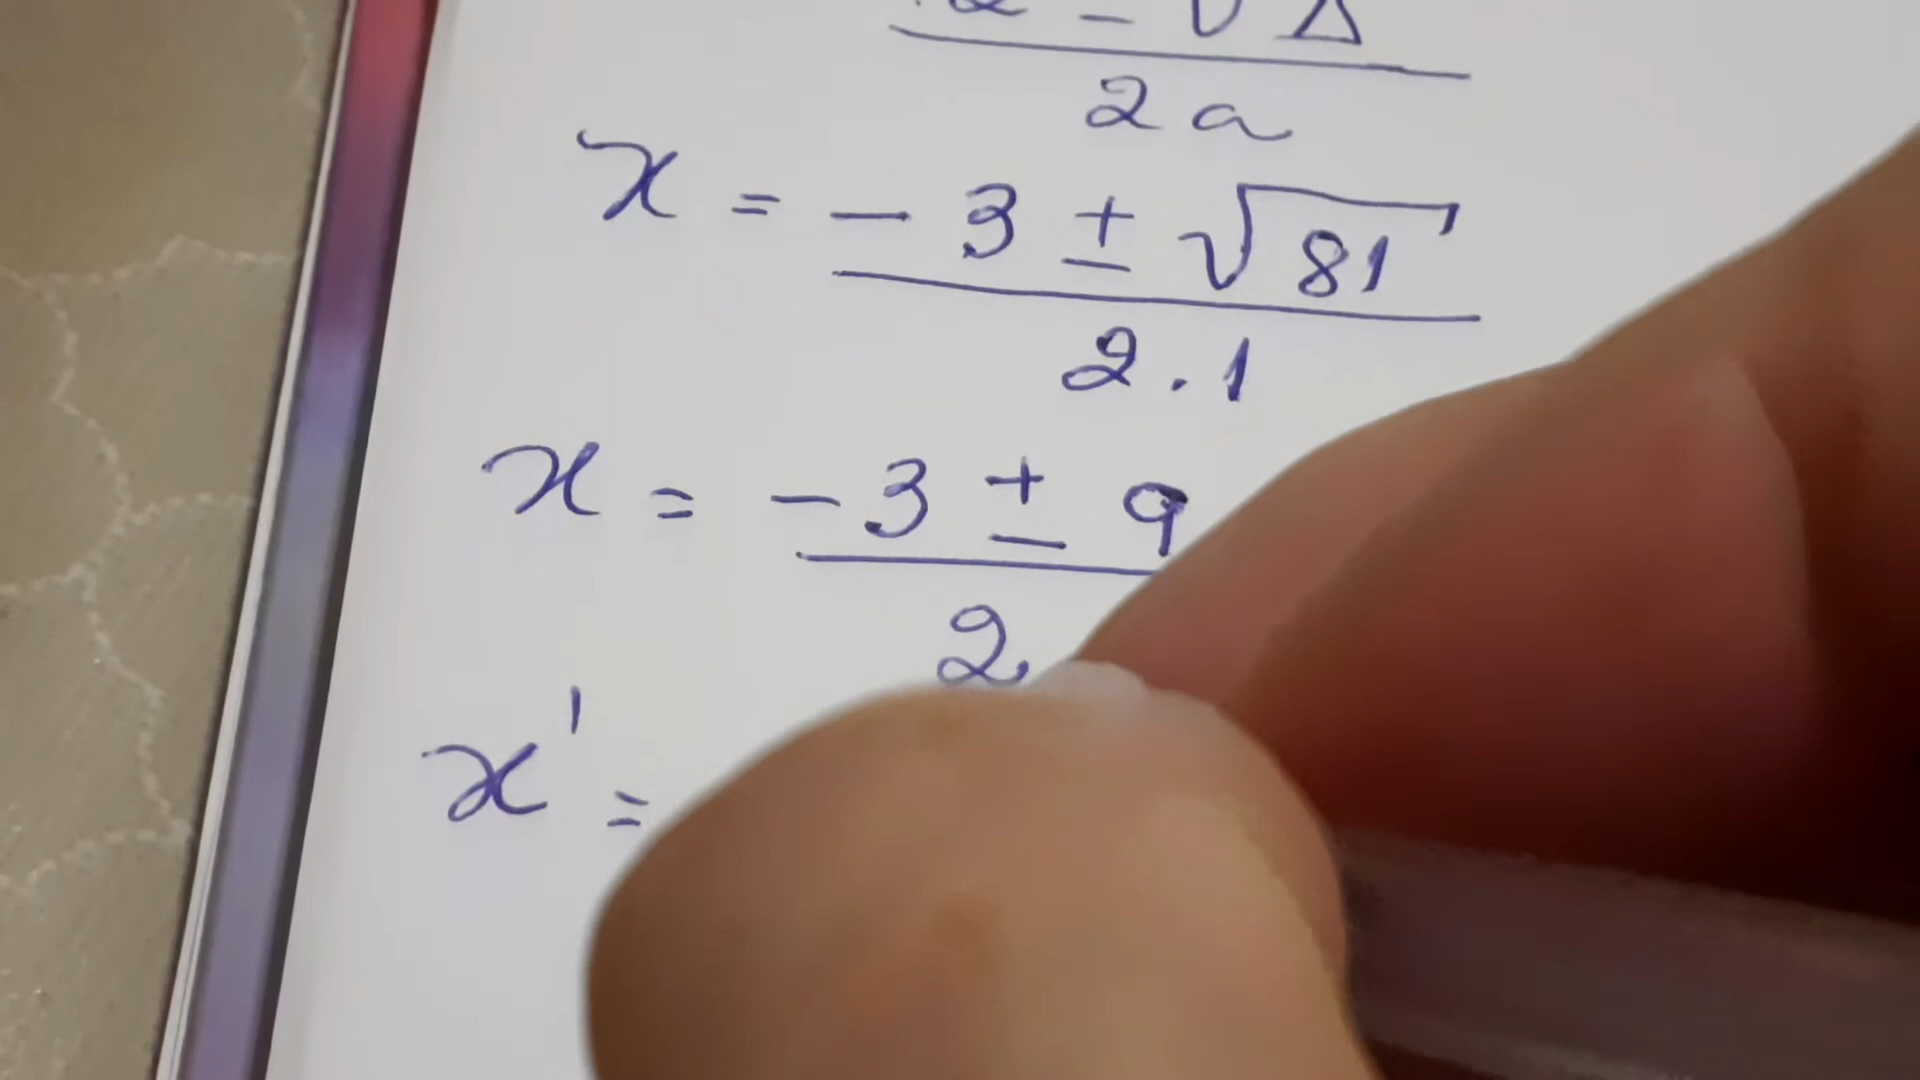 √Δ
2a
x = - 3 ± √81
2.1
x = - 3 ± 9
2
x' =